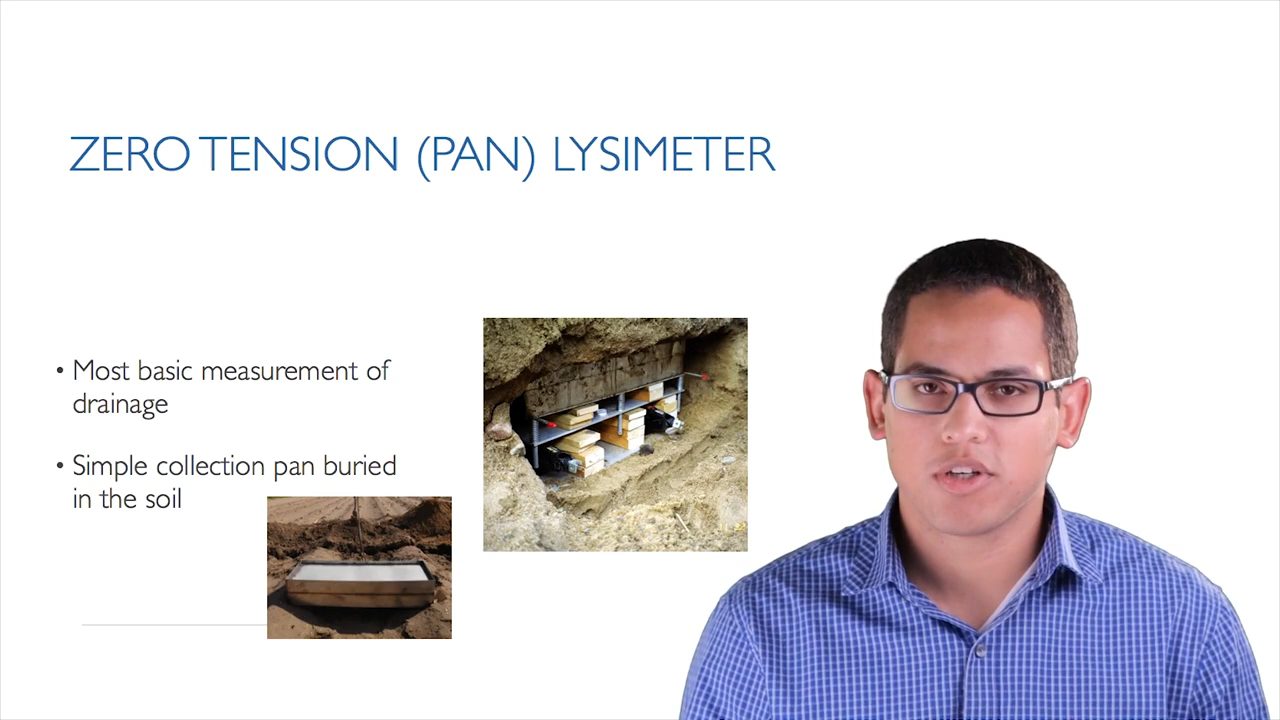 ZERO TENSION (PAN) LYSIMETER
• Most basic measurement of
drainage
• Simple collection pan buried
in the soil